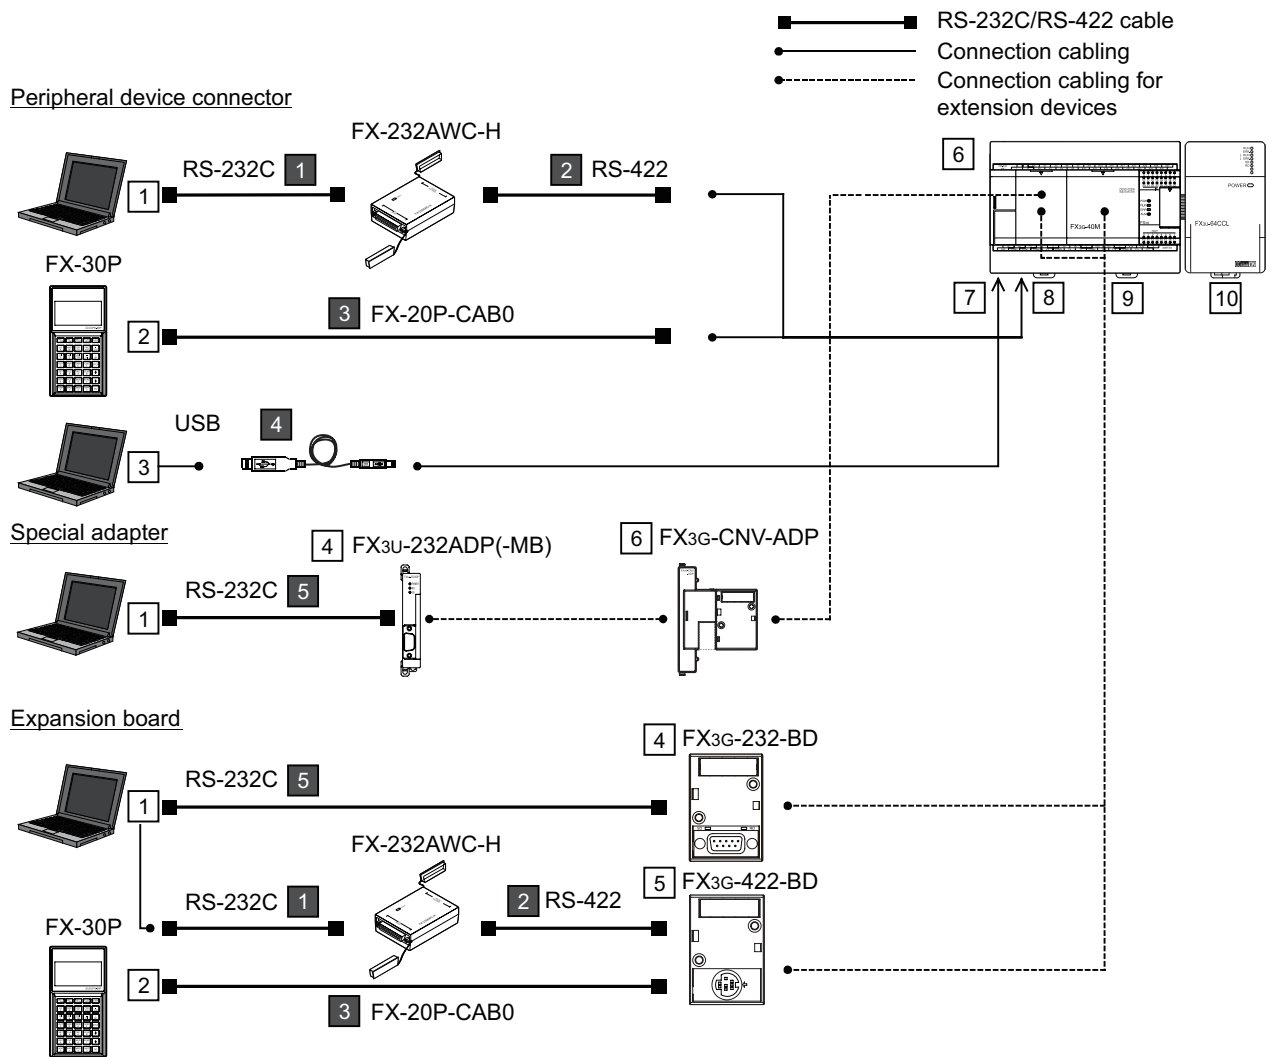 RS-232C/RS-422 cable
Connection cabling
Connection cabling for
extension devices
Peripheral device connector
FX-232AWC-H
6
1
RS-232C 1
2 RS-422
POWER
FX3G-40M
FX3U-64CCL
FX-30P
7
8
9
10
3 FX-20P-CAB0
2
USB 4
3
Special adapter
4 FX3U-232ADP(-MB)
6 FX3G-CNV-ADP
RS-232C 5
1
Expansion board
4 FX3G-232-BD
RS-232C 5
1
FX-232AWC-H
5 FX3G-422-BD
RS-232C 1
2 RS-422
FX-30P
2
3 FX-20P-CAB0